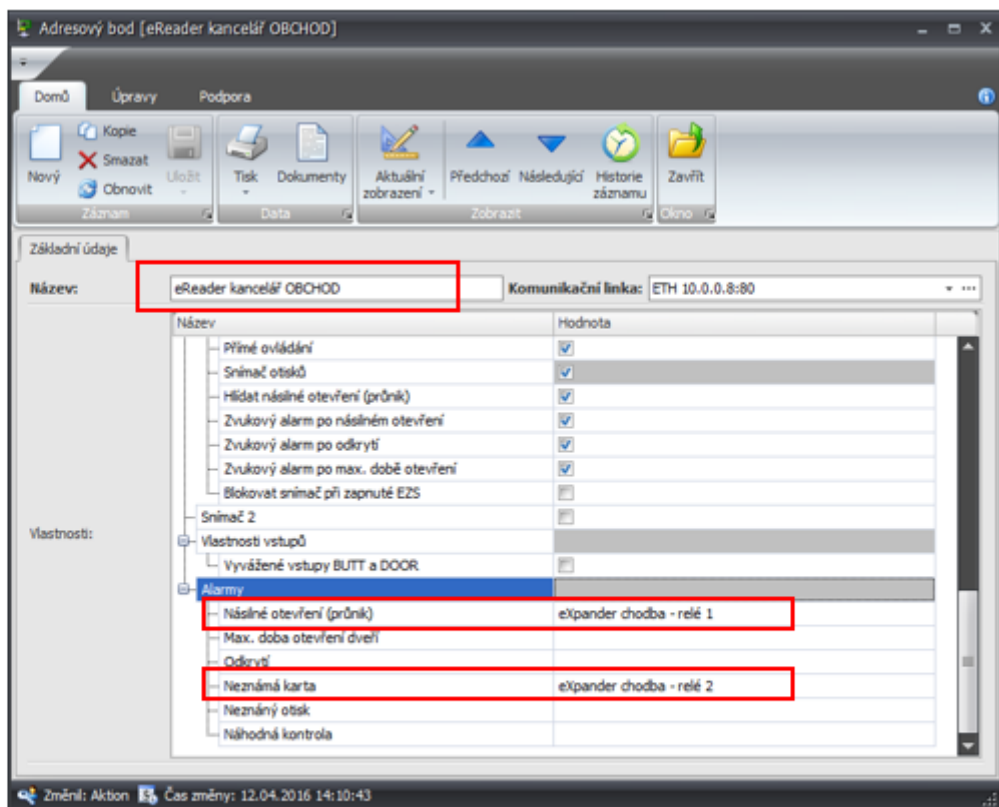 Adresový bod [eReader kancelář OBCHOD]
Domů Úpravy Podpora
Nový
Kopie
Smazat
Obnovit
Uložit
Tisk
Dokumenty
Aktuální
zobrazení
Předchozí
Následující
Historie
záznamu
Zavřít
Záznam Data Zobrazit Okno
Základní údaje
Název: eReader kancelář OBCHOD Komunikační linka: ETH 10.0.0.8:80
Název Hodnota
Přímé ovládání
Snímač otisků
Hlídat násilné otevření (průnik)
Zvukový alarm po násilném otevření
Zvukový alarm po odkrytí
Zvukový alarm po max. době otevření
Blokovat snímač při zapnuté EZS
Snímač 2
Vlastnosti:
Vlastnosti vstupů
Vyvážené vstupy BUTT a DOOR
Alarmy
Násilné otevření (průnik) eXpander chodba - relé 1
Max. doba otevření dveří
Odkrytí
Neznámá karta eXpander chodba - relé 2
Neznáný otisk
Náhodná kontrola
Změnil: Aktion Čas změny: 12.04.2016 14:10:43